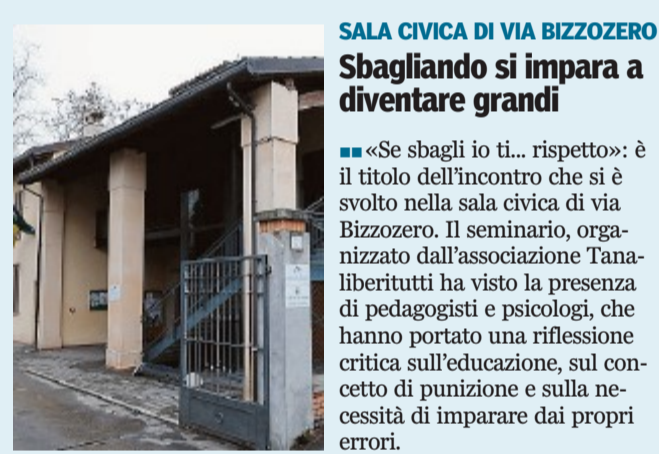 SALA CIVICA DI VIA BIZZOZERO
Sbagliando si impara a
diventare grandi
«Se sbagli io ti... rispetto»: è
il titolo dell'incontro che si è
svolto nella sala civica di via
Bizzozero. Il seminario, orga-
nizzato dall'associazione Tana-
liberitutti ha visto la presenza
di pedagogisti e psicologi, che
hanno portato una riflessione
critica sull'educazione, sul con-
cetto di punizione e sulla ne-
cessità di imparare dai propri
errori.